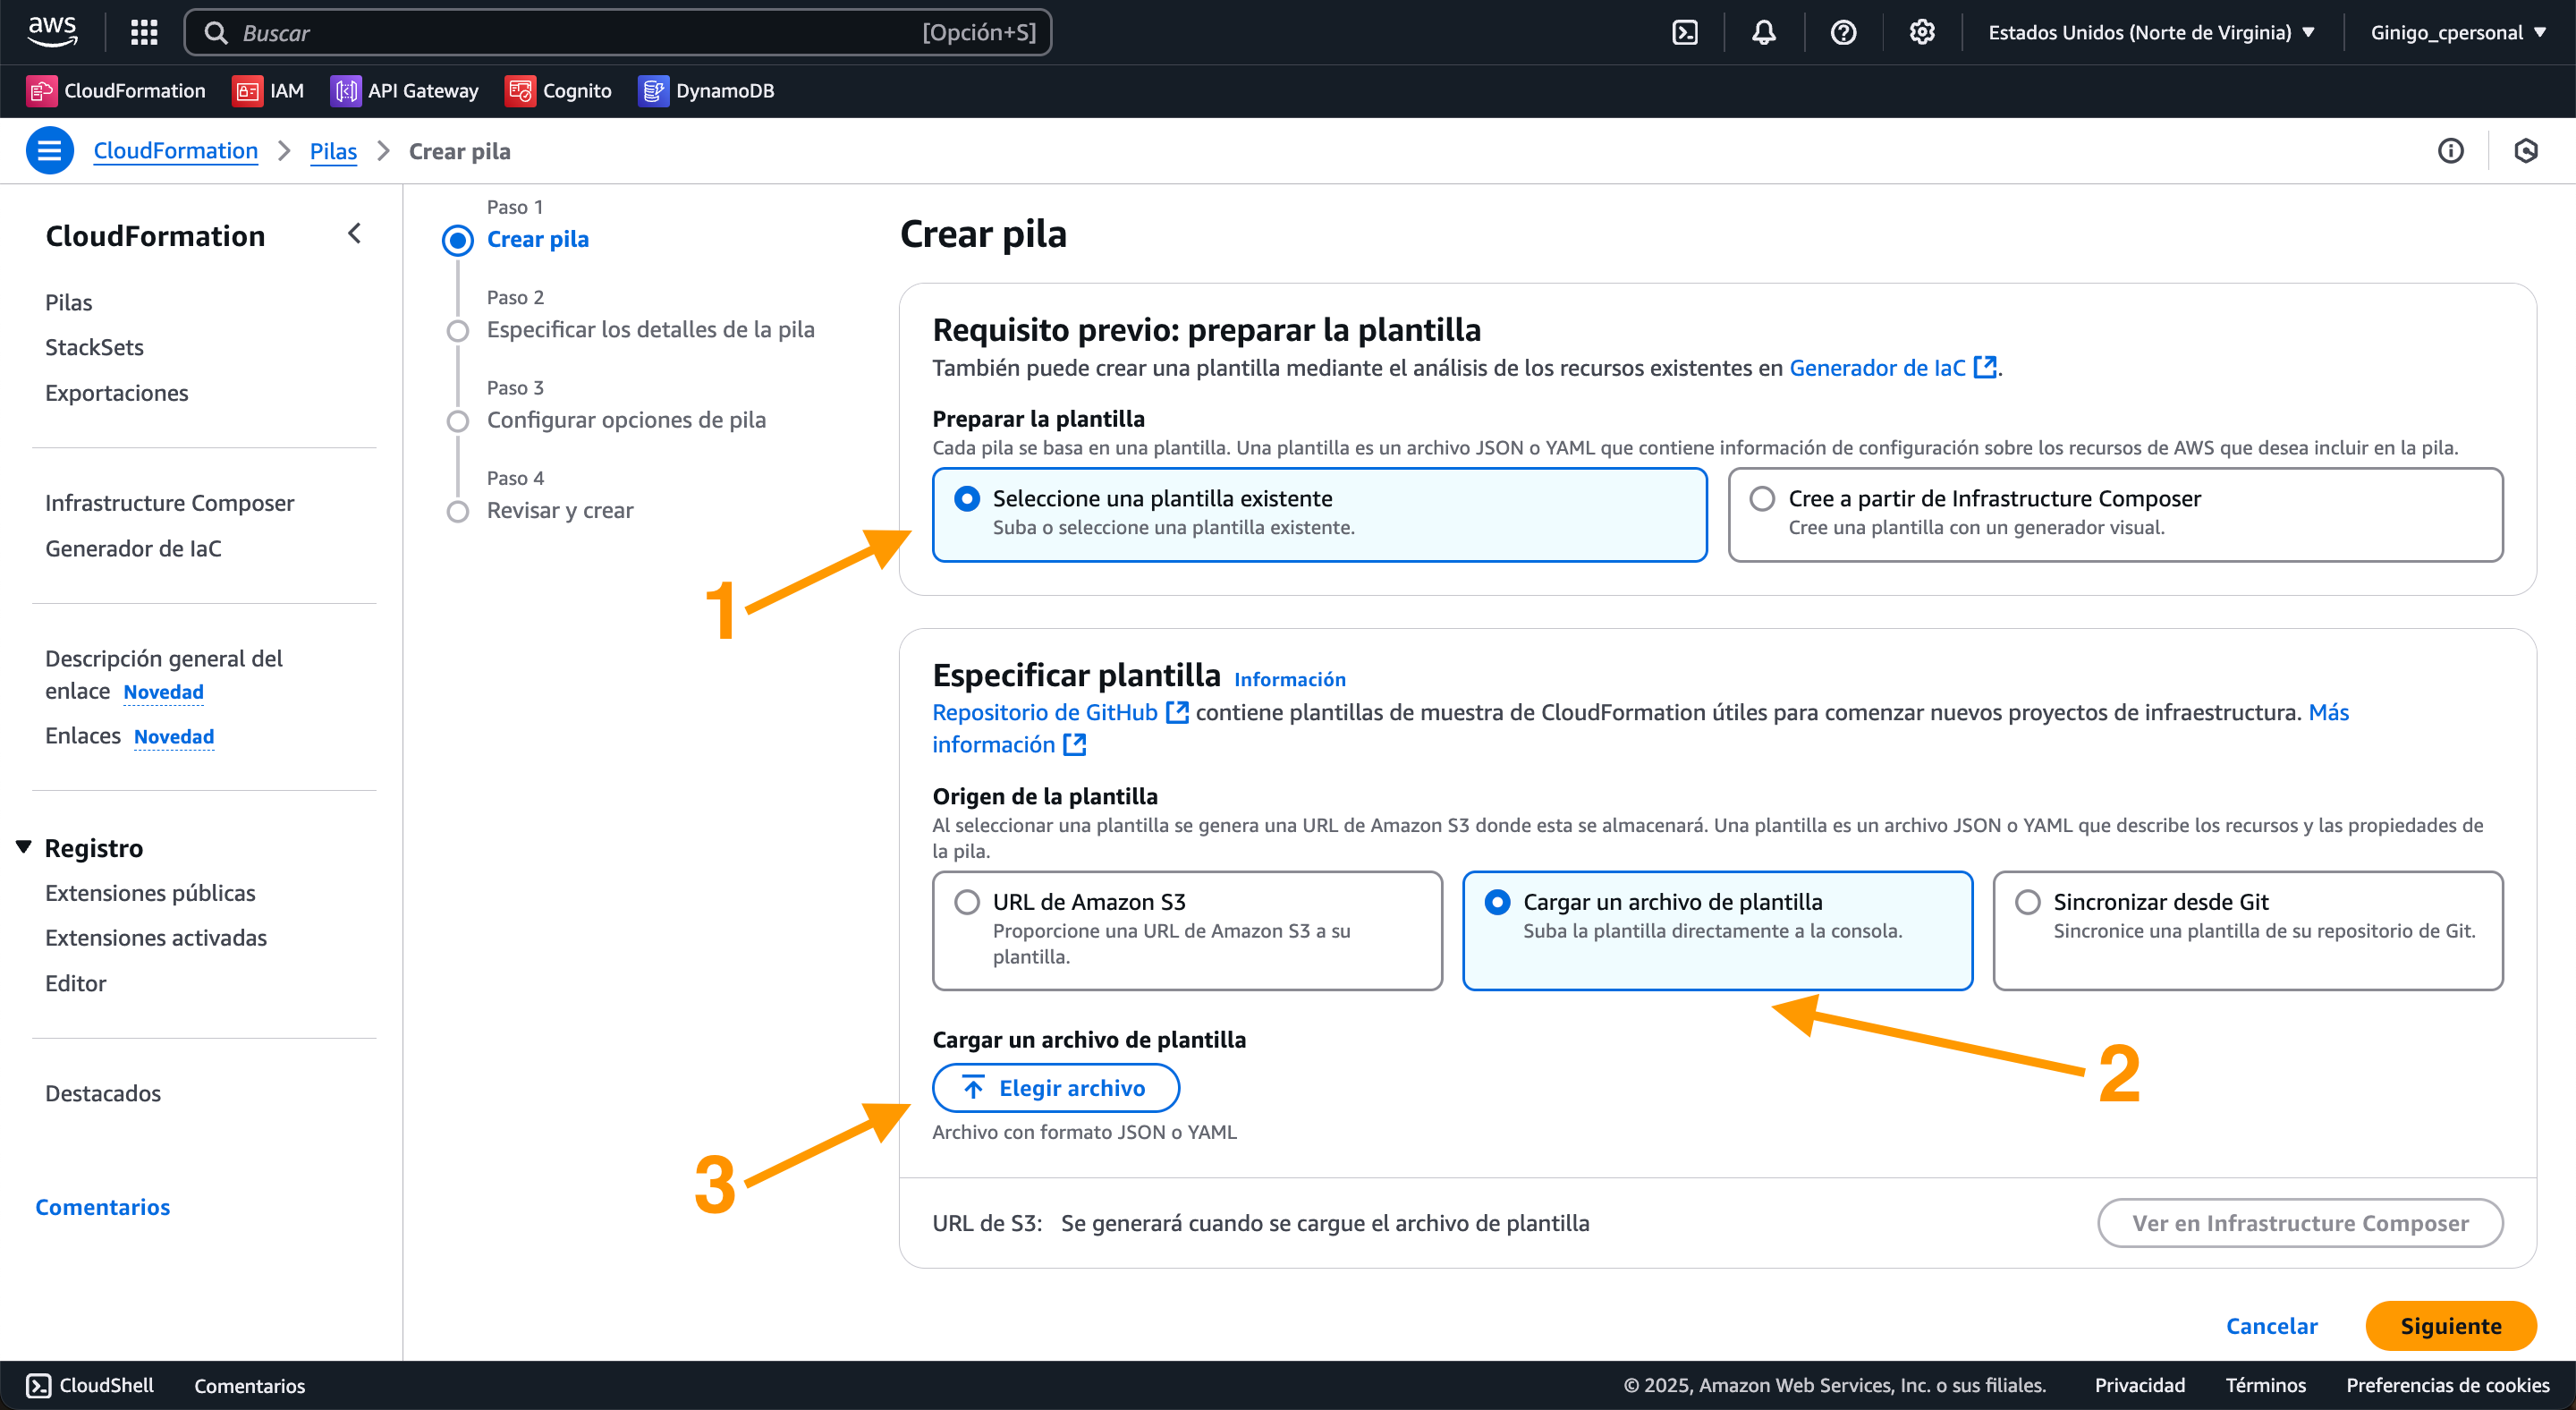 aws
Buscar
[Opción+S]
Estados Unidos (Norte de Virginia)
Ginigo_cpersonal
CloudFormation
IAM
API Gateway
Cognito
DynamoDB
CloudFormation
Pilas
Crear pila
CloudFormation
Pilas
StackSets
Exportaciones
Infrastructure Composer
Generador de IaC
Descripción general del
enlace Novedad
Enlaces Novedad
Registro
Extensiones públicas
Extensiones activadas
Editor
Destacados
Comentarios
Paso 1
Crear pila
Paso 2
Especificar los detalles de la pila
Paso 3
Configurar opciones de pila
Paso 4
Revisar y crear
Crear pila
Requisito previo: preparar la plantilla
También puede crear una plantilla mediante el análisis de los recursos existentes en Generador de IaC.
Preparar la plantilla
Cada pila se basa en una plantilla. Una plantilla es un archivo JSON o YAML que contiene información de configuración sobre los recursos de AWS que desea incluir en la pila.
Seleccione una plantilla existente
Suba o seleccione una plantilla existente.
Cree a partir de Infrastructure Composer
Cree una plantilla con un generador visual.
1
Especificar plantilla Información
Repositorio de GitHub contiene plantillas de muestra de CloudFormation útiles para comenzar nuevos proyectos de infraestructura. Más
información
Origen de la plantilla
Al seleccionar una plantilla se genera una URL de Amazon S3 donde esta se almacenará. Una plantilla es un archivo JSON o YAML que describe los recursos y las propiedades de
la pila.
URL de Amazon S3
Proporcione una URL de Amazon S3 a su
plantilla.
Cargar un archivo de plantilla
Suba la plantilla directamente a la consola.
Sincronizar desde Git
Sincronice una plantilla de su repositorio de Git.
2
Cargar un archivo de plantilla
Elegir archivo
Archivo con formato JSON o YAML
3
URL de S3: Se generará cuando se cargue el archivo de plantilla
Ver en Infrastructure Composer
Cancelar
Siguiente
CloudShell
Comentarios
© 2025, Amazon Web Services, Inc. o sus filiales.
Privacidad
Términos
Preferencias de cookies